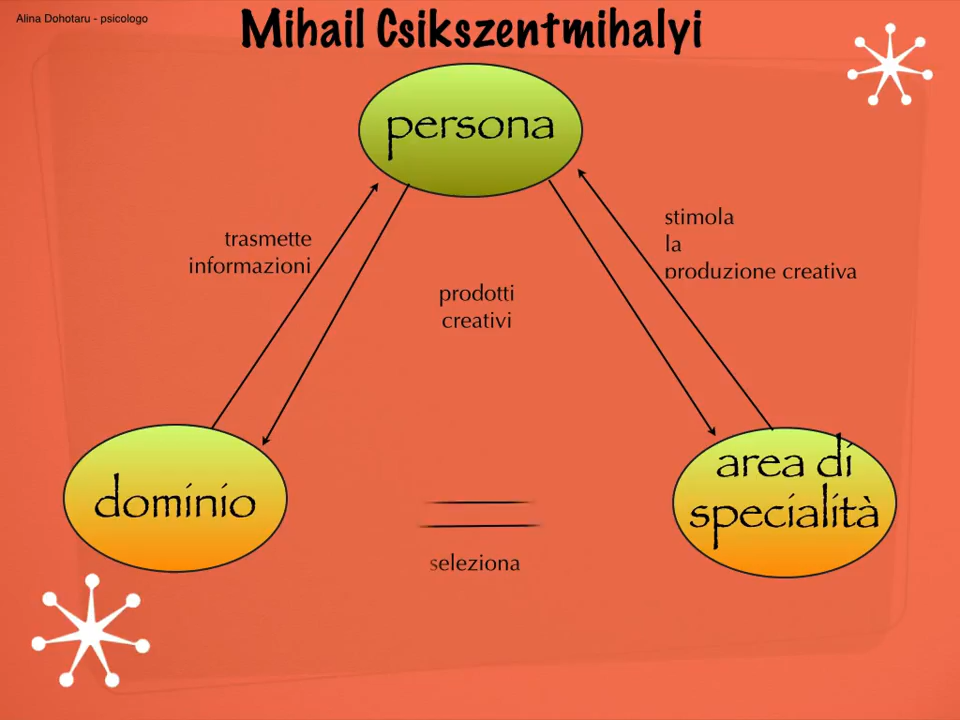 Alina Dohotaru - psicologo
Mihail Csikszentmihalyi
persona
trasmette
informazioni
stimola
la
produzione creativa
prodotti
creativi
dominio
area di
specialità
seleziona